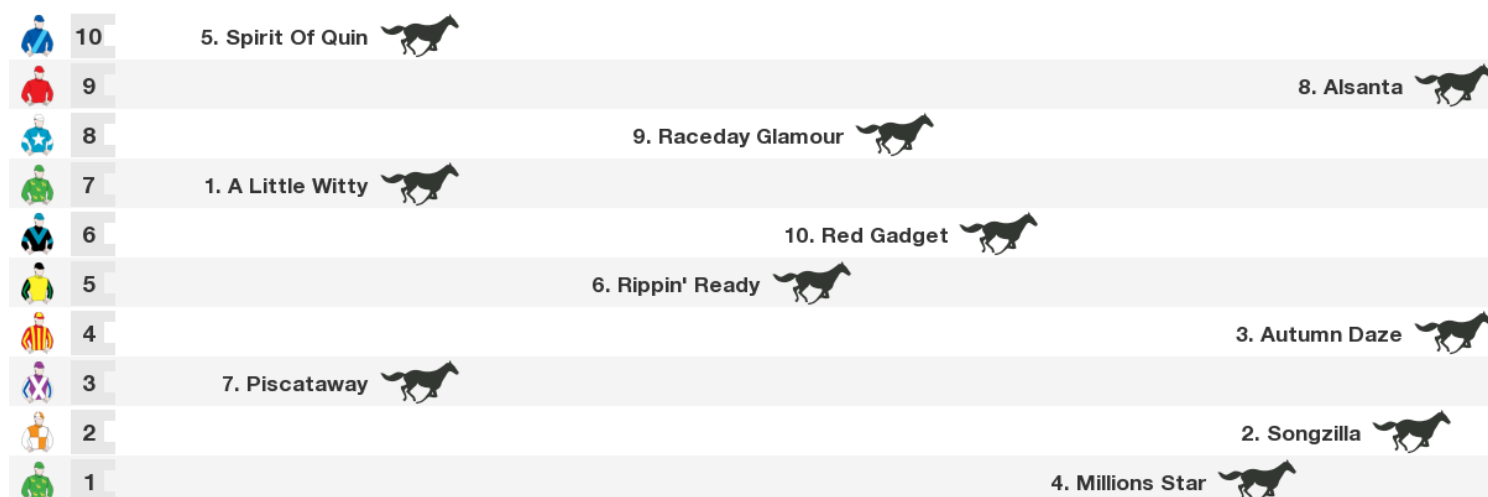 10 5. Spirit Of Quin
9 8. Alsanta
8 9. Raceday Glamour
7 1. A Little Witty
6 10. Red Gadget
5 6. Rippin' Ready
4 3. Autumn Daze
3 7. Piscataway
2 2. Songzilla
1 4. Millions Star